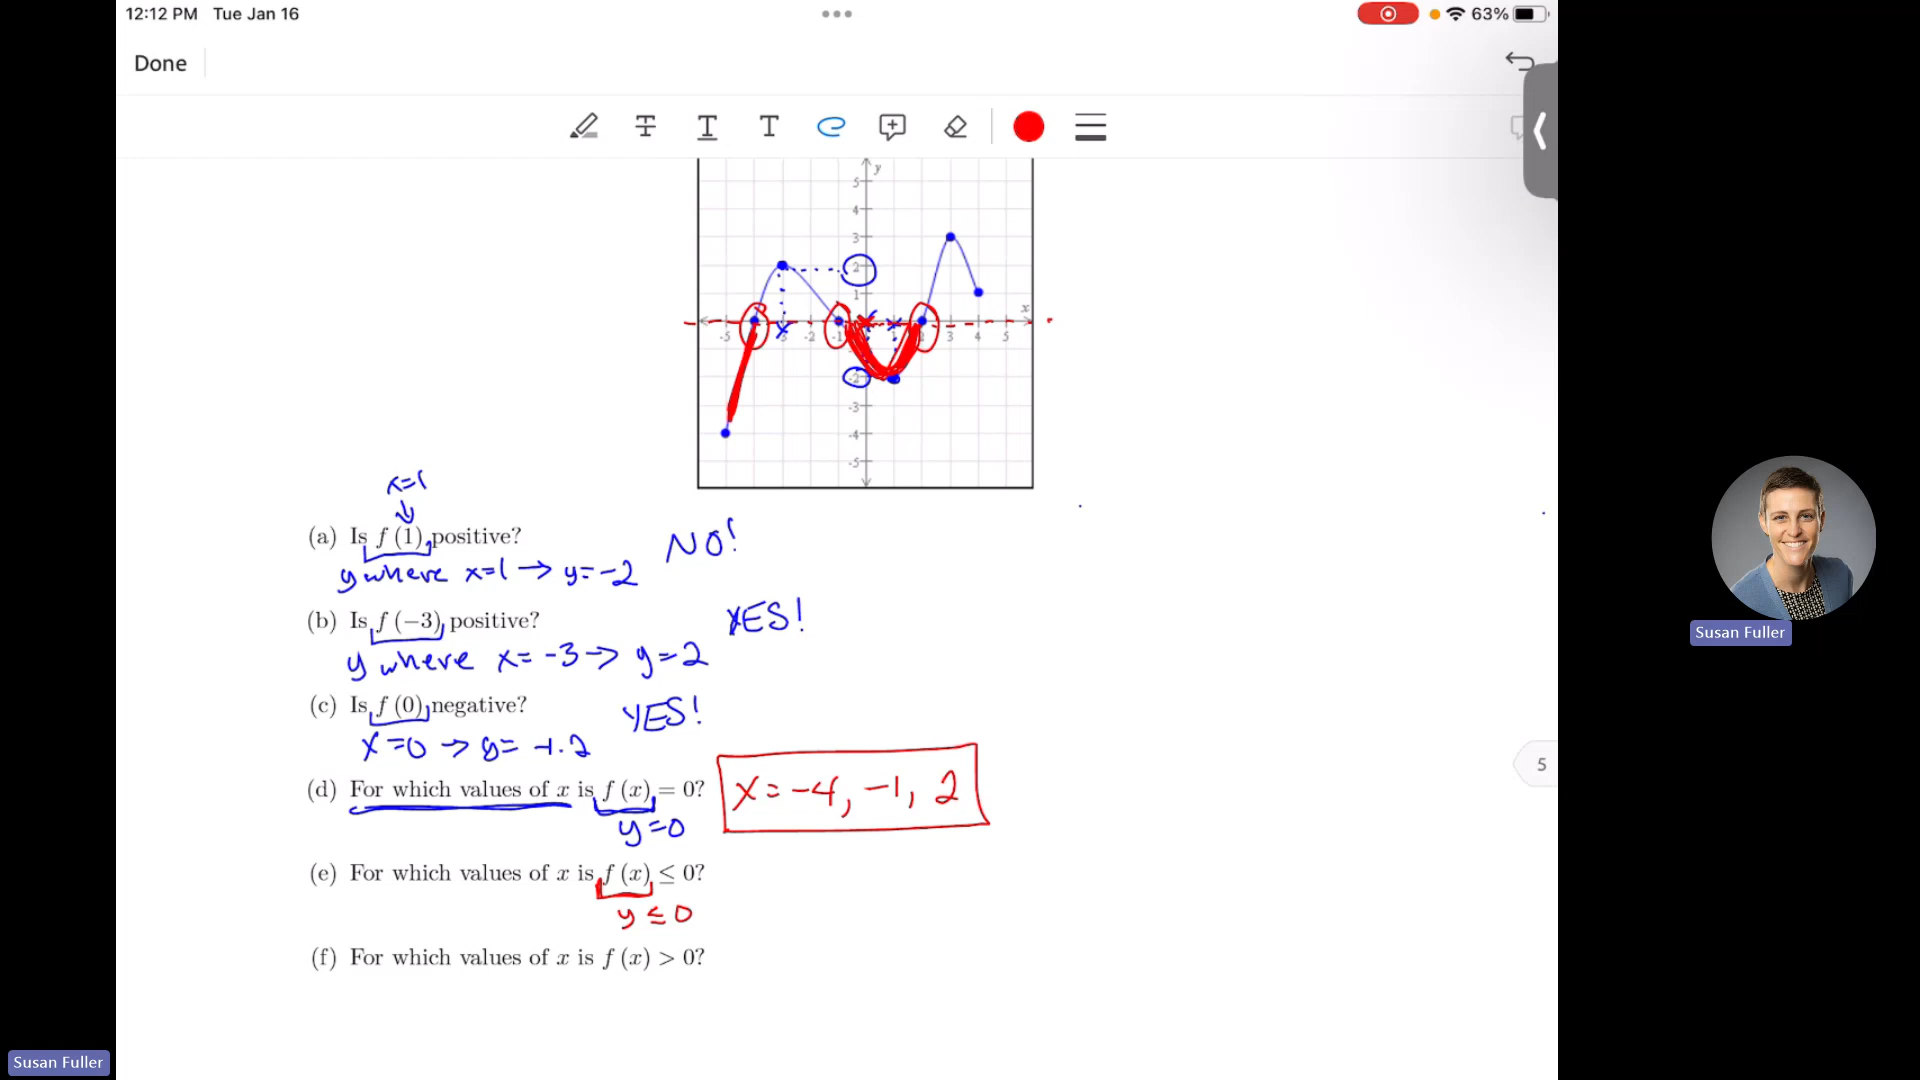 12:12 PM Tue Jan 16
63%
Done
y
5
4
3
2
1
x
-5 -2 -1 3 4 5
-2
-3
-4
-5
x=1
(a) Is f (1) positive? NO!
y where x=1 → y=-2
(b) Is f (−3) positive? YES!
y where x=-3 → y=2
(c) Is f (0) negative? YES!
x=0 → y= -1.2
(d) For which values of x is f (x) = 0? x=-4, -1, 2
y=0
(e) For which values of x is f (x) ≤ 0?
y ≤ 0
(f) For which values of x is f (x) > 0?
5
Susan Fuller
Susan Fuller